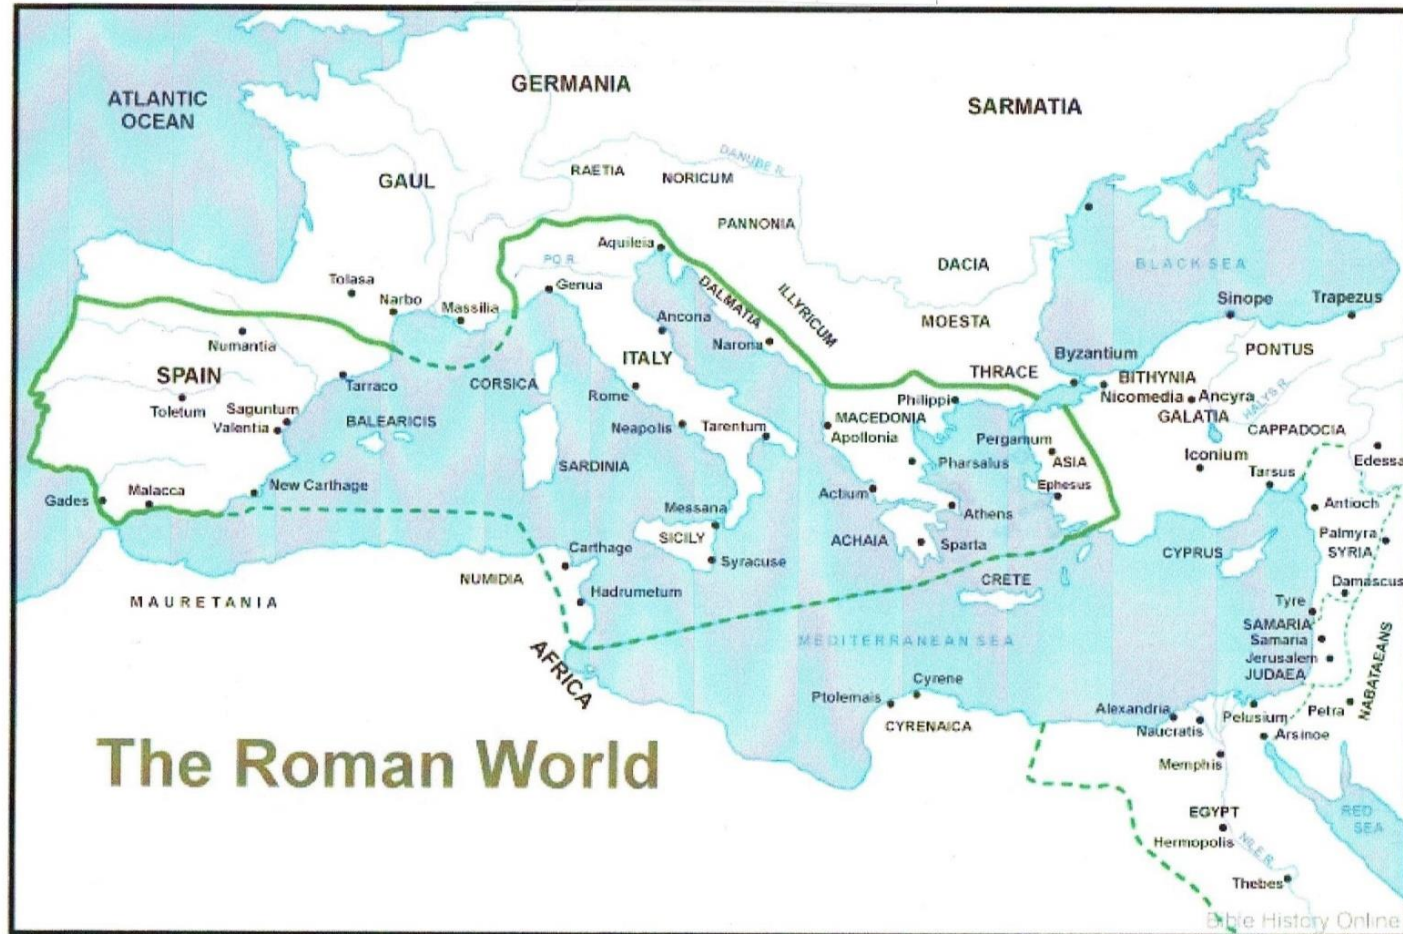 ATLANTIC
OCEAN
GERMANIA
SARMATIA
GAUL
RAETIA
NORICUM
DANUBE R.
PANNONIA
DACIA
BLACK SEA
MOESTA
Aquileia
PO R.
Genua
DALMATIA
ILLYRICUM
Tolasa
Narbo
Massilia
Ancona
Narona
Sinope
Trapezus
PONTUS
Byzantium
THRACE
BITHYNIA
Nicomedia
Ancyra
GALATIA
HALYS R.
CAPPADOCIA
Numantia
SPAIN
Tarraco
Toletum
Saguntum
Valentia
BALEARICIS
CORSICA
ITALY
Rome
Neapolis
Tarentum
SARDINIA
Philippi
MACEDONIA
Apollonia
Pergamum
ASIA
Pharsalus
Ephesus
Iconium
Tarsus
Edessa
Gades
Malacca
New Carthage
Messana
SICILY
Syracuse
Actium
Athens
ACHAIA
Sparta
CRETE
CYPRUS
Antioch
Palmyra
SYRIA
Damascus
Carthage
NUMIDIA
Hadrumetum
MAURETANIA
AFRICA
MEDITERRANEAN SEA
Tyre
SAMARIA
Samaria
Jerusalem
JUDAEA
NABATAEANS
Cyrene
Ptolemais
CYRENAICA
Alexandria
Naucratis
Pelusium
Petra
Arsinoe
Memphis
The Roman World
EGYPT
Hermopolis
NILE R.
Thebes
RED
SEA
Bible History Online